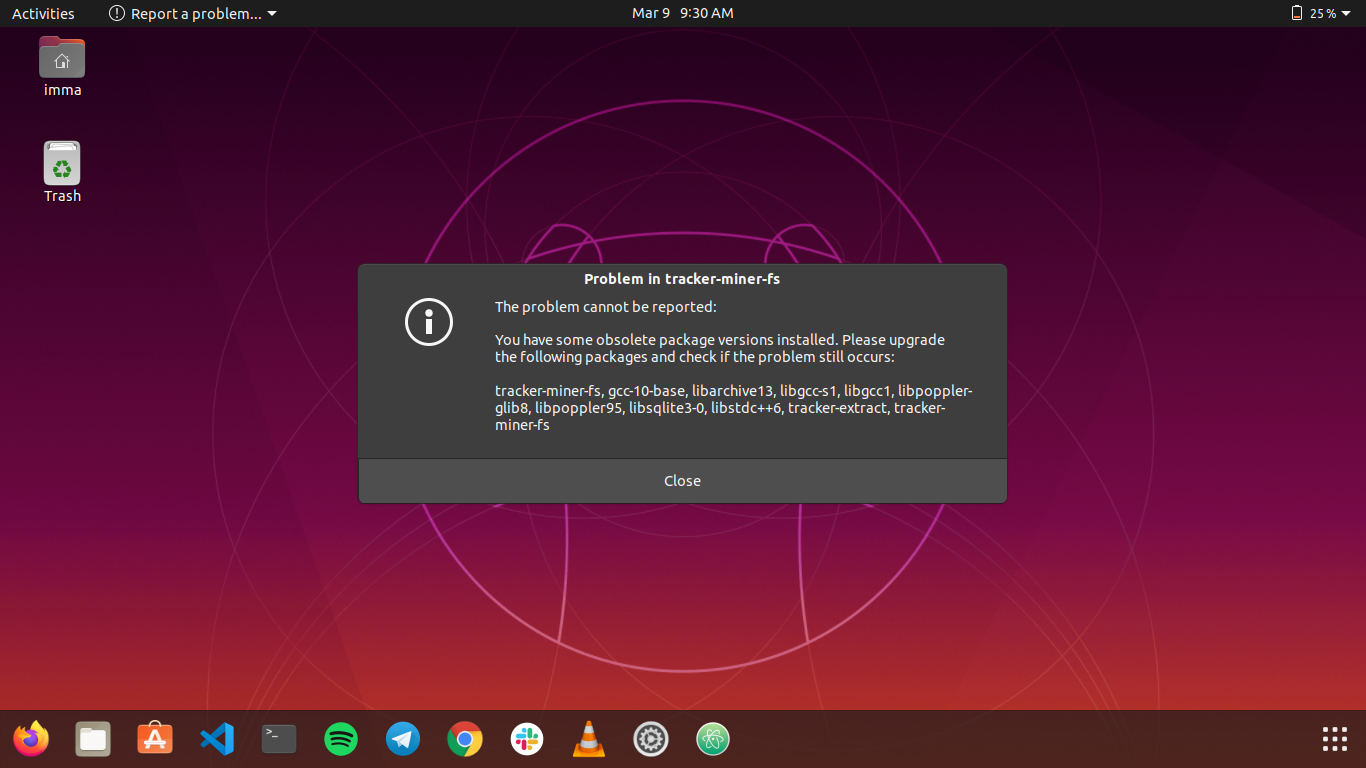 Activities
Report a problem...
Mar 9 9:30 AM
25 %
imma
Trash
Problem in tracker-miner-fs
The problem cannot be reported:
You have some obsolete package versions installed. Please upgrade
the following packages and check if the problem still occurs:
tracker-miner-fs, gcc-10-base, libarchive13, libgcc-s1, libgcc1, libpoppler-
glib8, libpoppler95, libsqlite3-0, libstdc++6, tracker-extract, tracker-
miner-fs
Close
>_